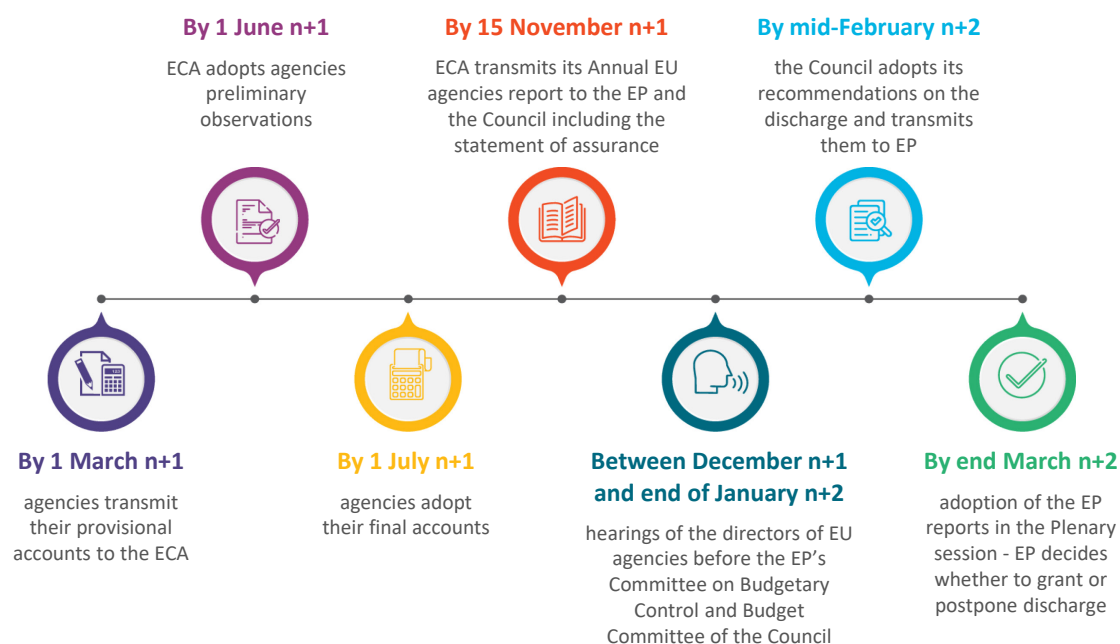 By 1 June n+1
ECA adopts agencies
preliminary
observations
By 15 November n+1
ECA transmits its Annual EU
agencies report to the EP and
the Council including the
statement of assurance
By mid-February n+2
the Council adopts its
recommendations on the
discharge and transmits
them to EP
By 1 March n+1
agencies transmit
their provisional
accounts to the ECA
By 1 July n+1
agencies adopt
their final accounts
Between December n+1
and end of January n+2
hearings of the directors of EU
agencies before the EP’s
Committee on Budgetary
Control and Budget
Committee of the Council
By end March n+2
adoption of the EP
reports in the Plenary
session - EP decides
whether to grant or
postpone discharge